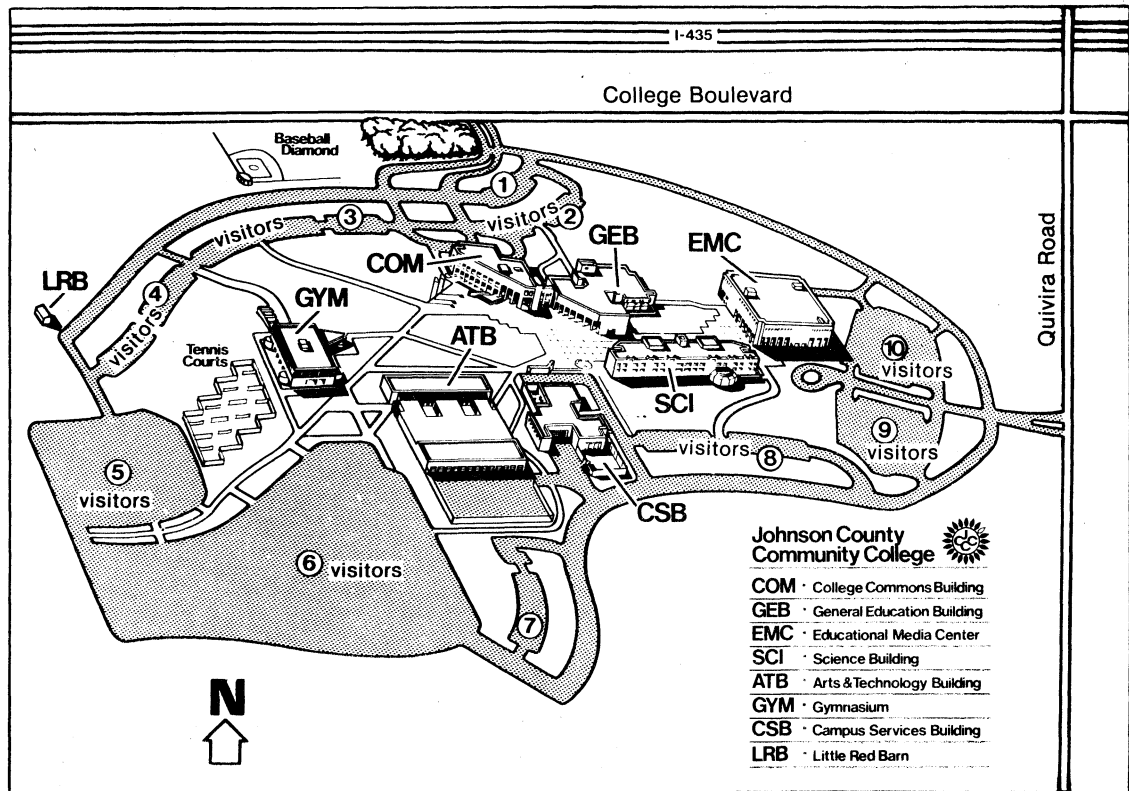 I-435
College Boulevard
Quivira Road
Baseball
Diamond
1
visitors 2
3
visitors
COM
GEB
EMC
LRB
4
visitors
GYM
ATB
Tennis
Courts
SCI
10
visitors
9
visitors
visitors 8
5
visitors
CSB
6 visitors
7
N
Johnson County
Community College
JCCC
COM · College Commons Building
GEB · General Education Building
EMC · Educational Media Center
SCI · Science Building
ATB · Arts & Technology Building
GYM · Gymnasium
CSB · Campus Services Building
LRB · Little Red Barn